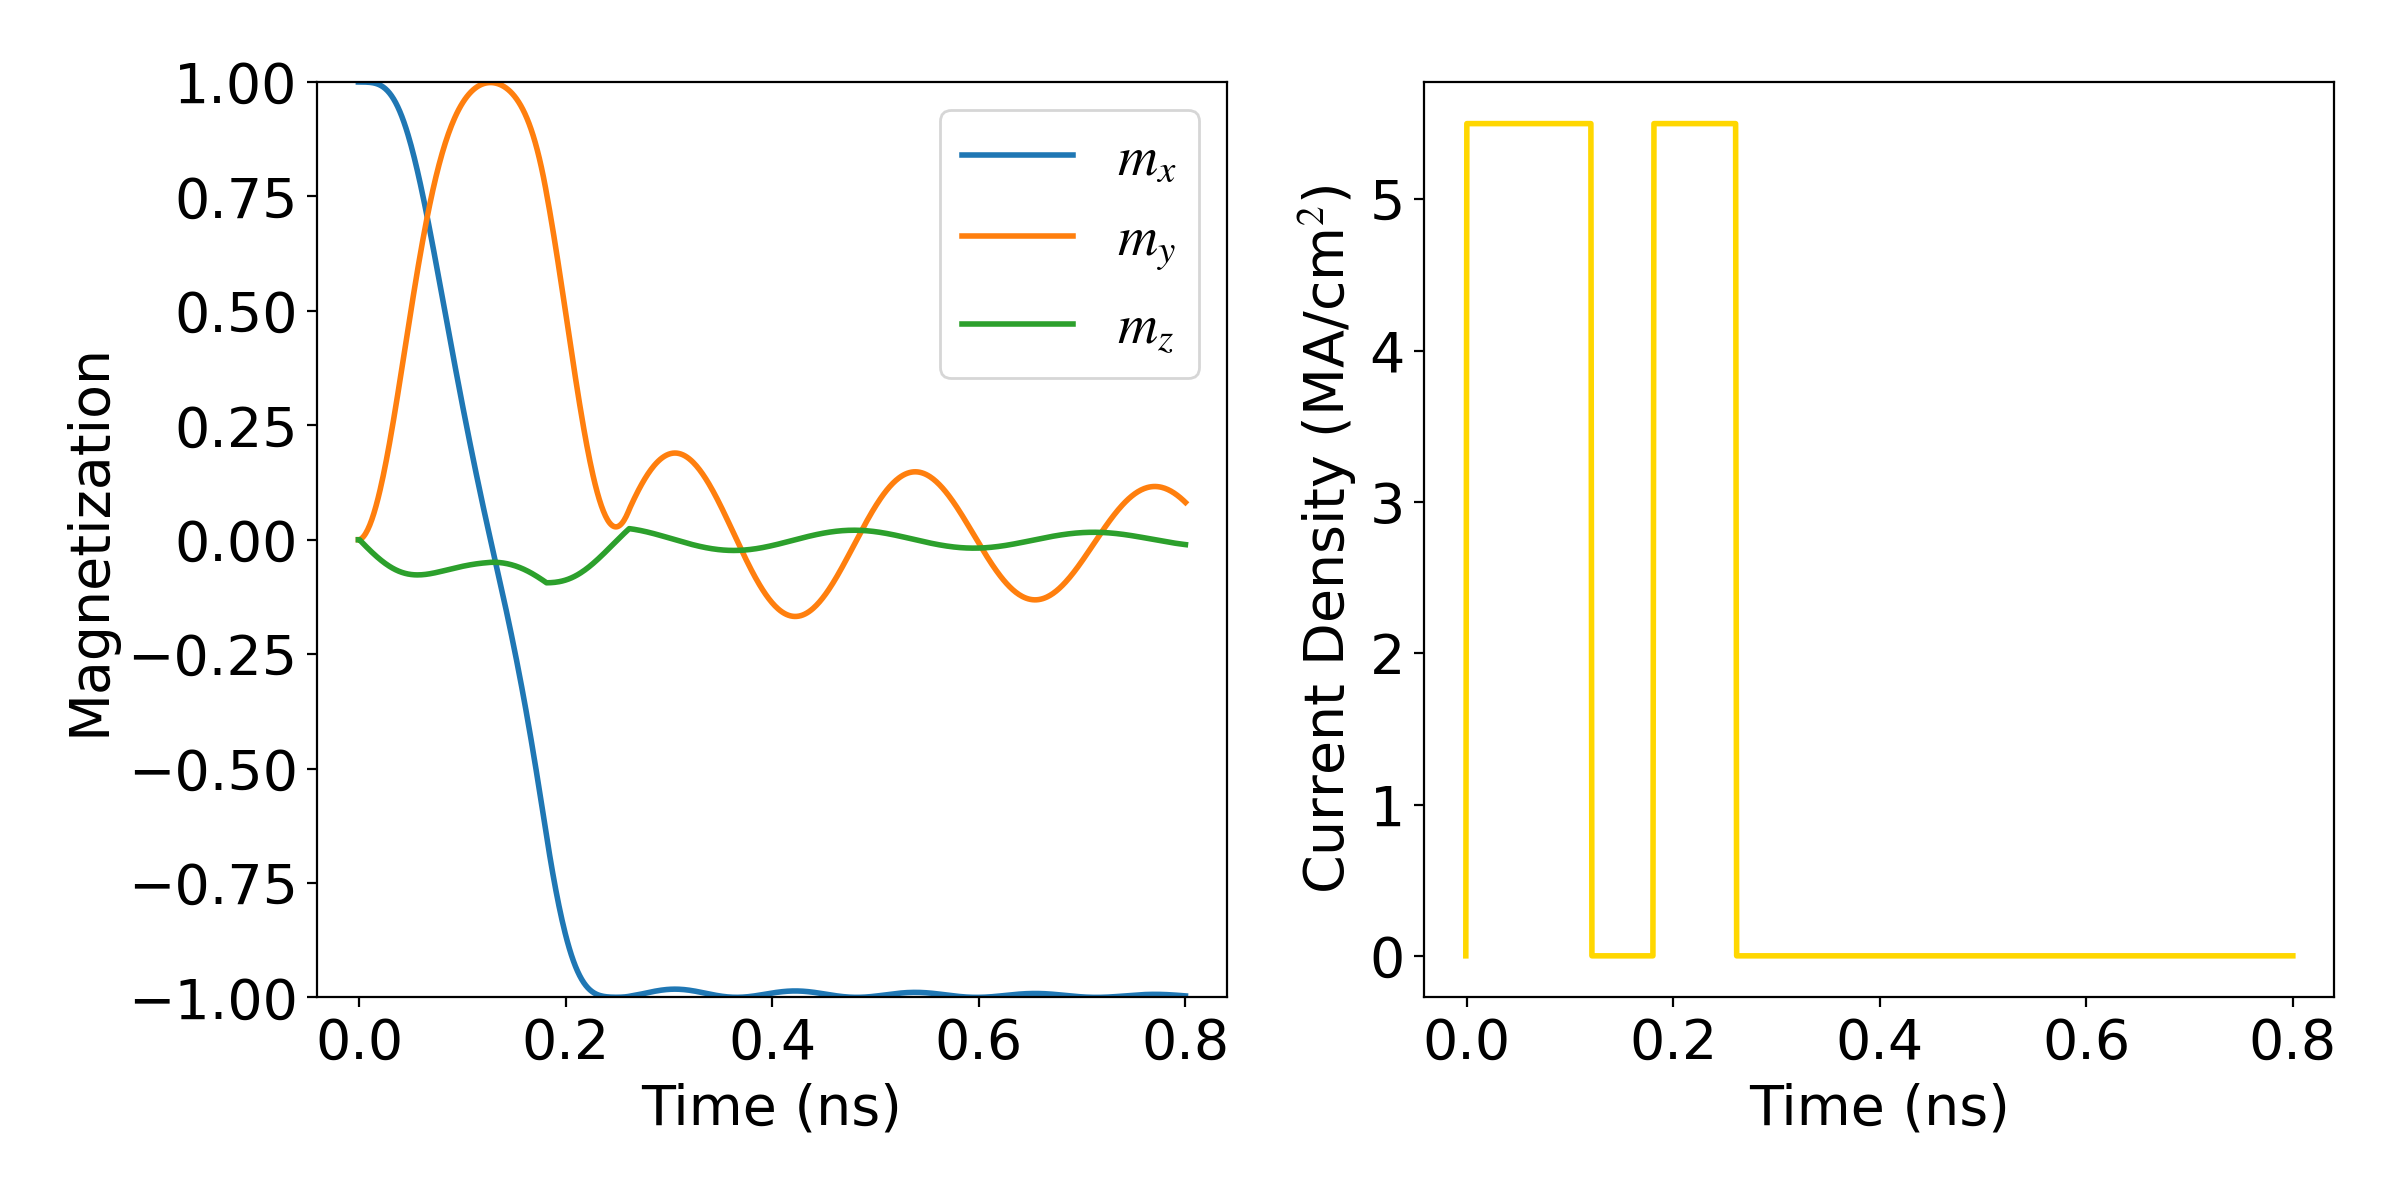 1.00
0.75
0.50
0.25
0.00
−0.25
−0.50
−0.75
−1.00
Magnetization
0.0 0.2 0.4 0.6 0.8
Time (ns)
m_x
m_y
m_z
5
4
3
2
1
0
Current Density (MA/cm²)
0.0 0.2 0.4 0.6 0.8
Time (ns)